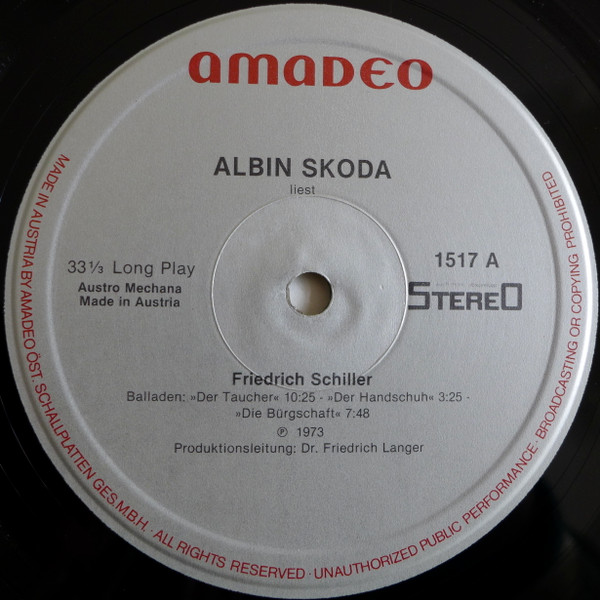 amaDEO
ALBIN SKODA
liest
33 1/3 Long Play
Austro Mechana
Made in Austria
1517 A
STEREO
Friedrich Schiller
Balladen: »Der Taucher« 10:25 - »Der Handschuh« 3:25 -
»Die Bürgschaft« 7:48
℗ 1973
Produktionsleitung: Dr. Friedrich Langer
MADE IN AUSTRIA BY AMADEO ÖST. SCHALLPLATTEN GES.M.B.H. · ALL RIGHTS RESERVED · UNAUTHORIZED PUBLIC PERFORMANCE · BROADCASTING OR COPYING PROHIBITED